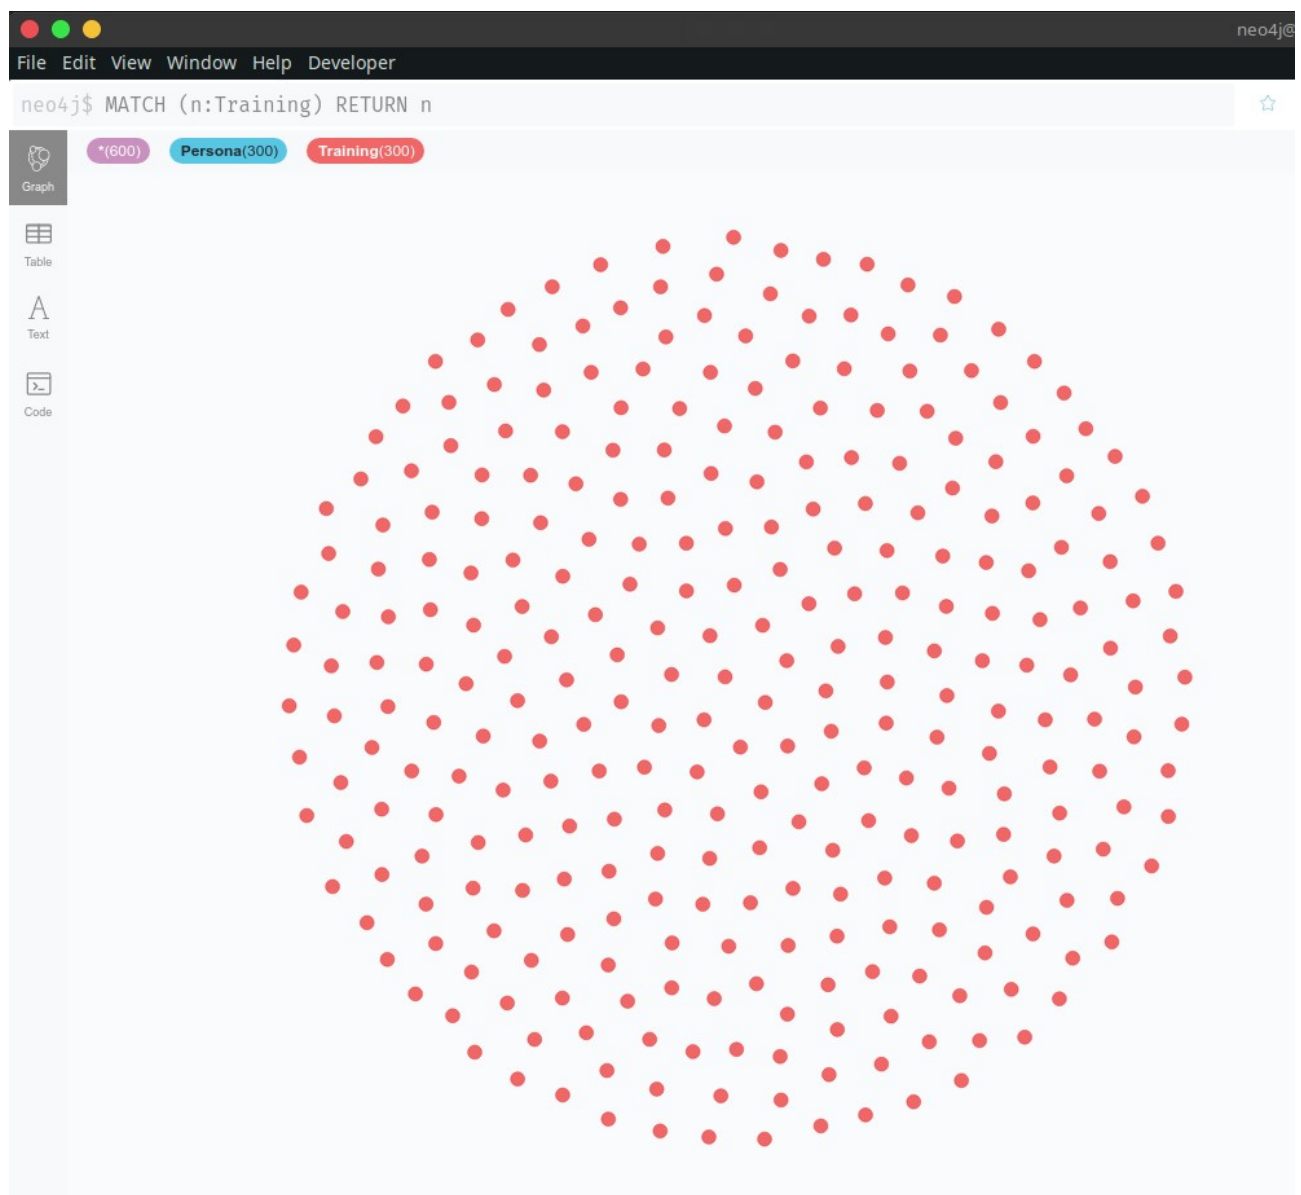 neo4j@
File Edit View Window Help Developer
neo4j$ MATCH (n:Training) RETURN n
*(600) Persona(300) Training(300)
Graph
Table
A
Text
Code